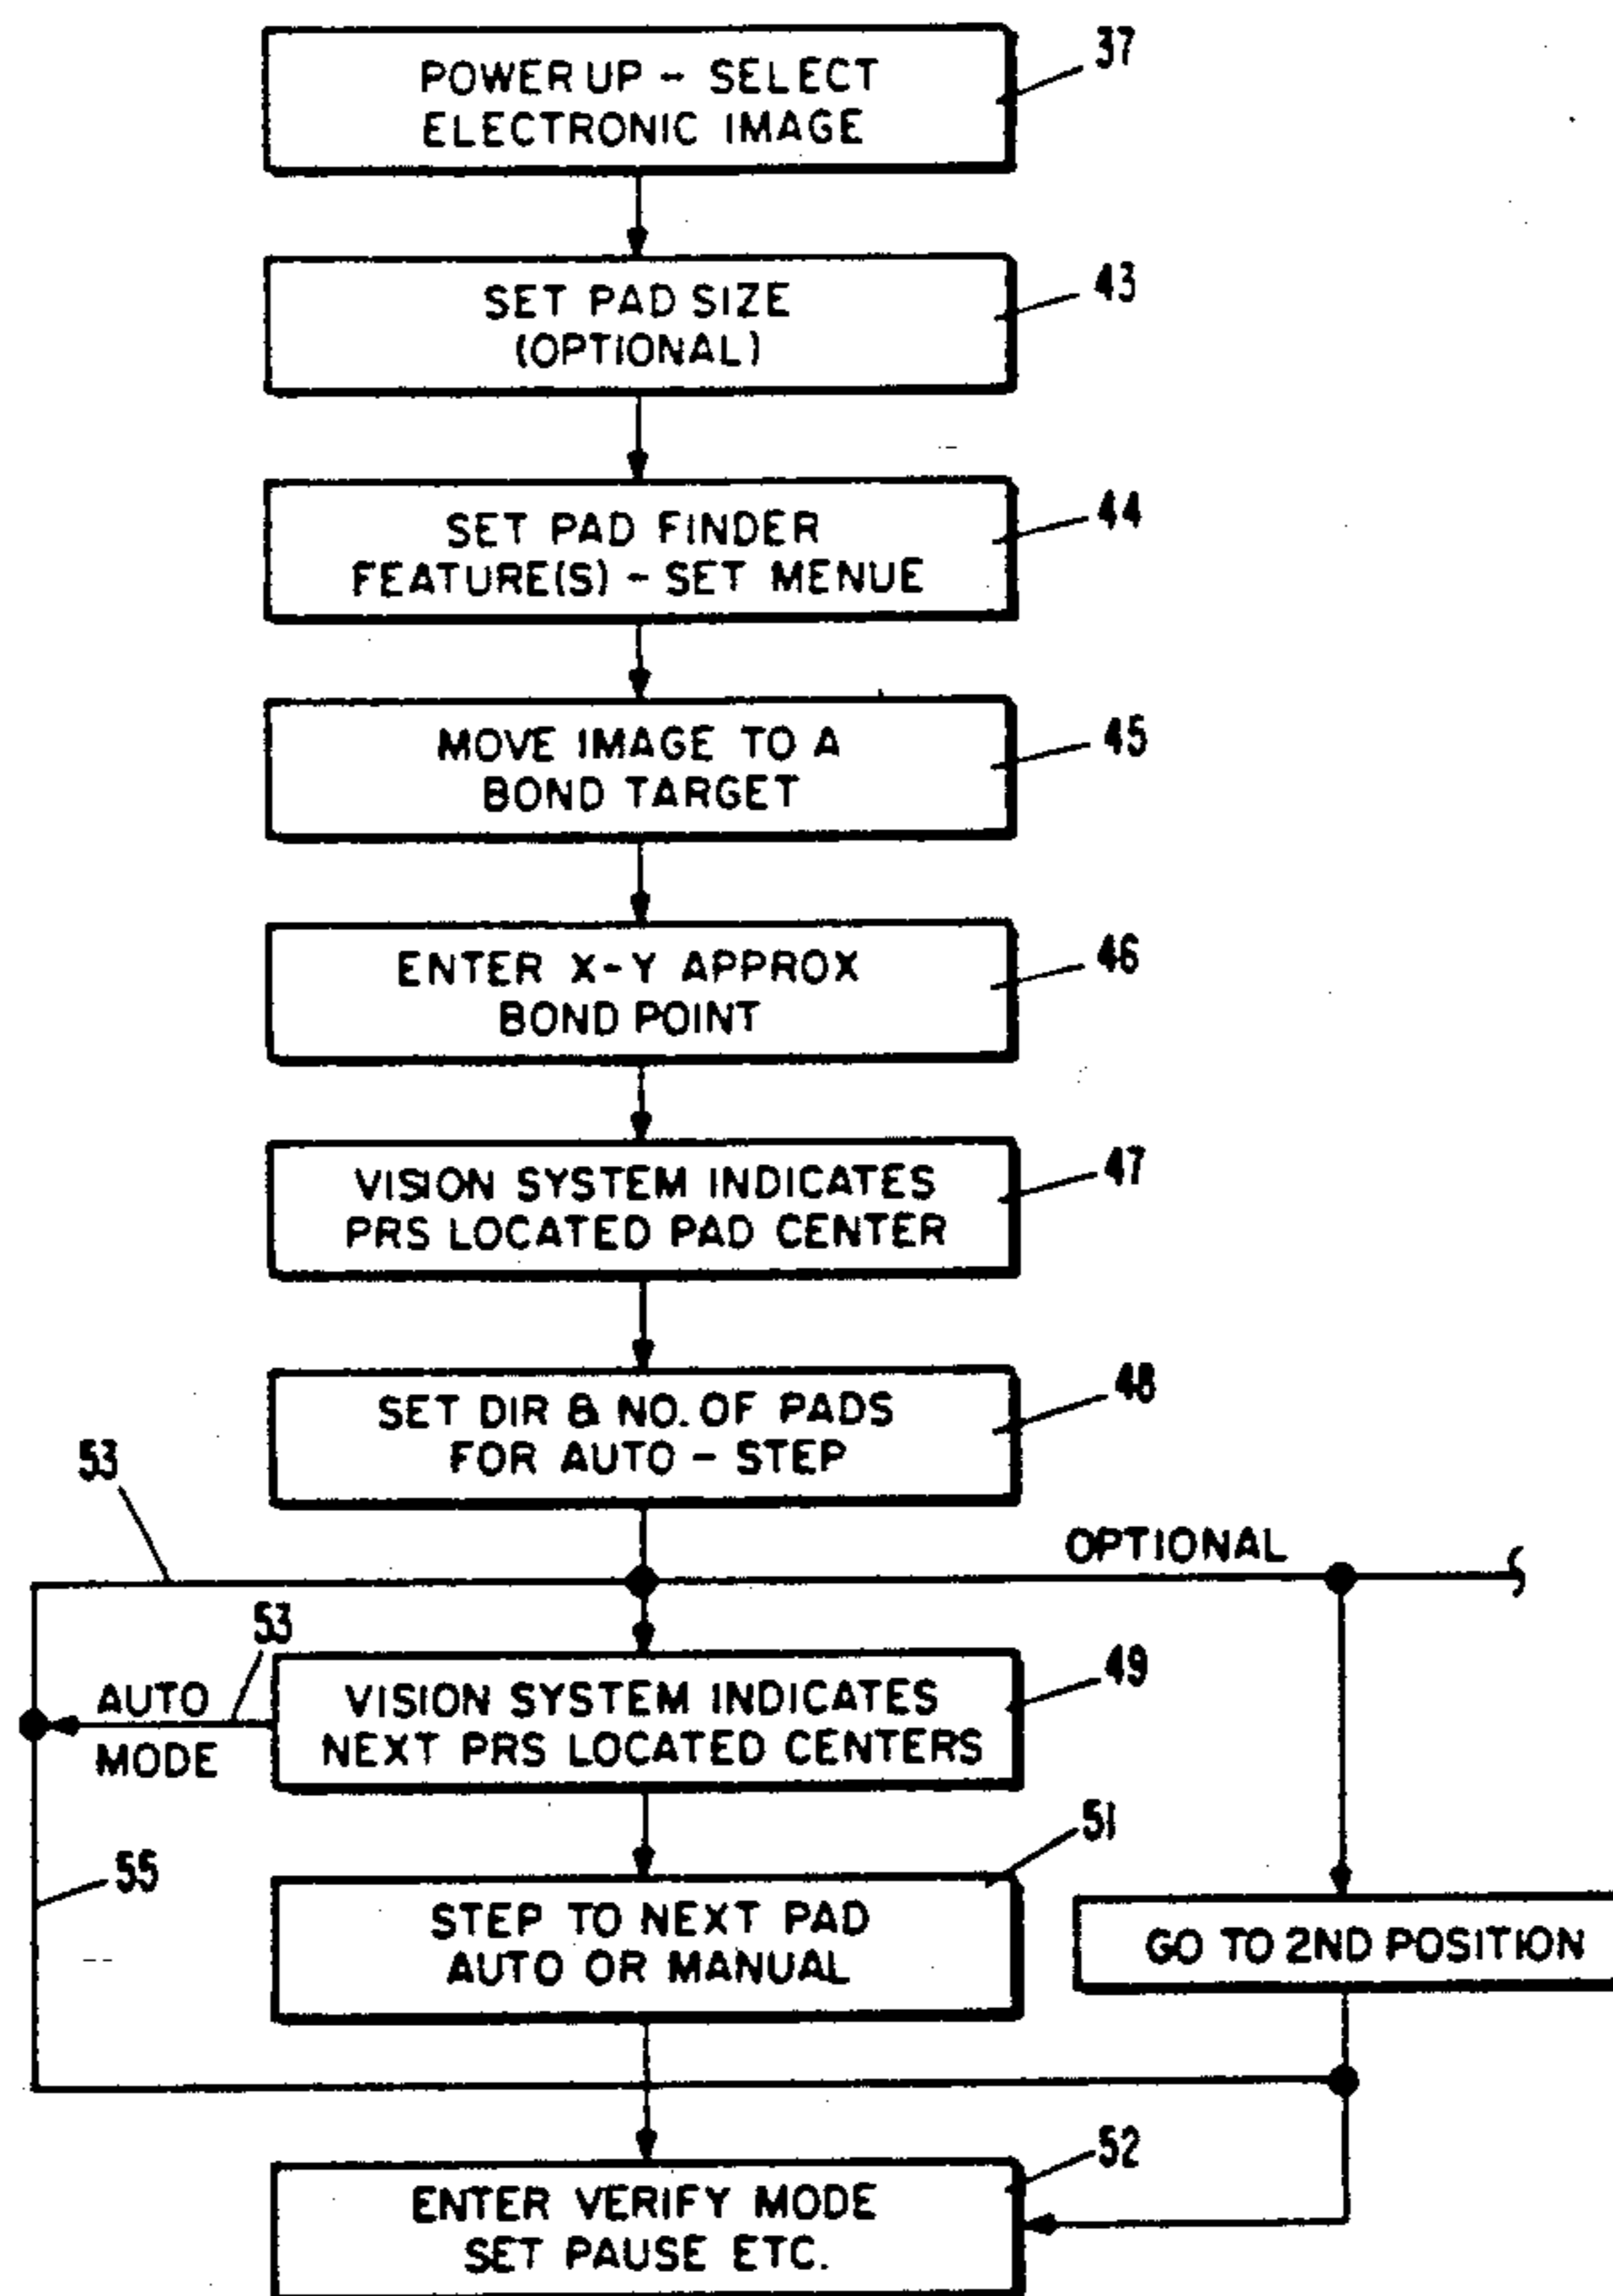 POWER UP - SELECT
ELECTRONIC IMAGE
37
SET PAD SIZE
(OPTIONAL)
43
SET PAD FINDER
FEATURE(S) - SET MENUE
44
MOVE IMAGE TO A
BOND TARGET
45
ENTER X-Y APPROX
BOND POINT
46
VISION SYSTEM INDICATES
PRS LOCATED PAD CENTER
47
SET DIR & NO. OF PADS
FOR AUTO - STEP
48
53
OPTIONAL
53
AUTO
MODE
VISION SYSTEM INDICATES
NEXT PRS LOCATED CENTERS
49
55
STEP TO NEXT PAD
AUTO OR MANUAL
51
GO TO 2ND POSITION
ENTER VERIFY MODE
SET PAUSE ETC.
52